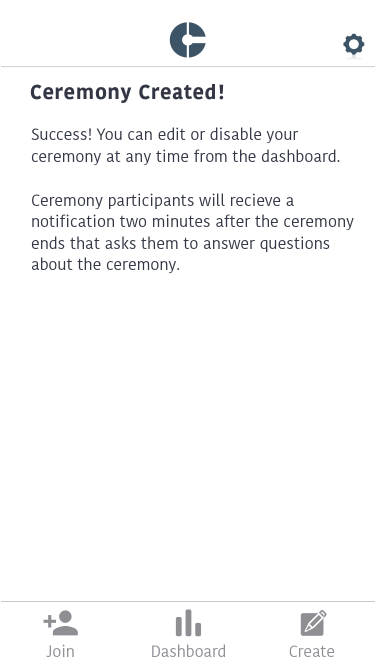 Ceremony Created!
Success! You can edit or disable your
ceremony at any time from the dashboard.
Ceremony participants will recieve a
notification two minutes after the ceremony
ends that asks them to answer questions
about the ceremony.
Join Dashboard Create